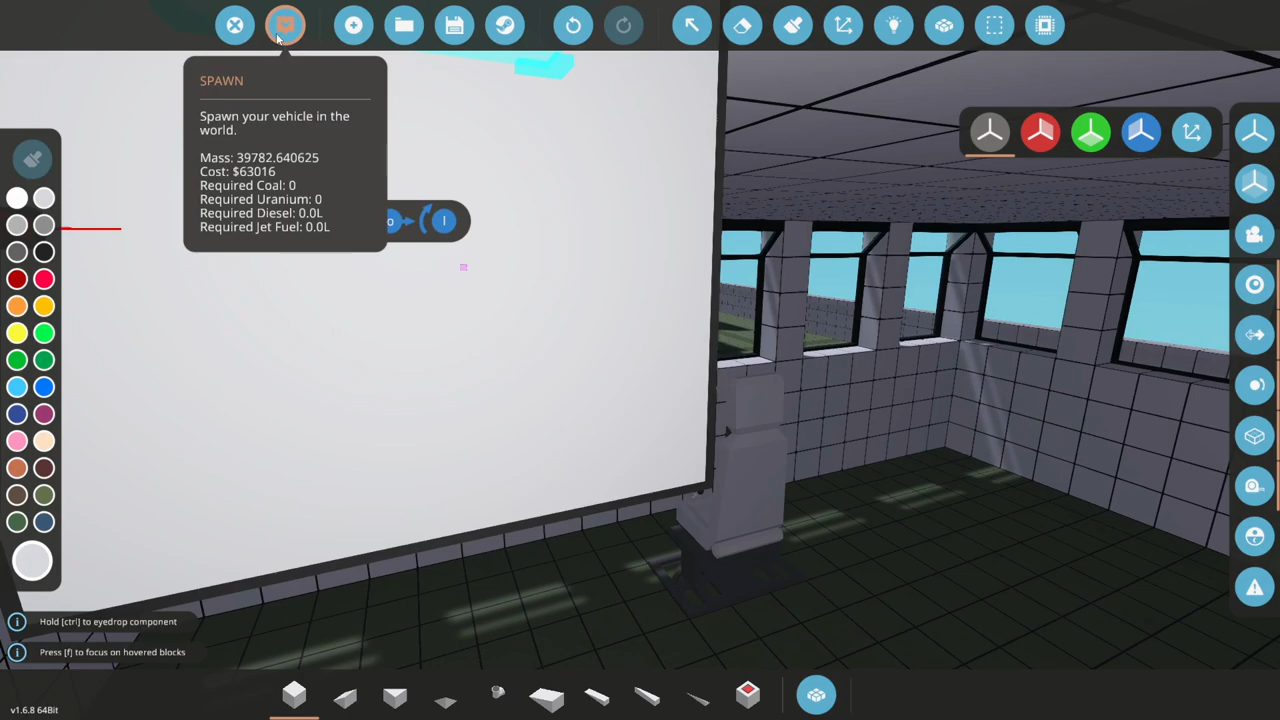 SPAWN
Spawn your vehicle in the
world.
Mass: 39782.640625
Cost: $63016
Required Coal: 0
Required Uranium: 0
Required Diesel: 0.0L
Required Jet Fuel: 0.0L
Hold [ctrl] to eyedrop component
Press [f] to focus on hovered blocks
v1.6.8 64Bit